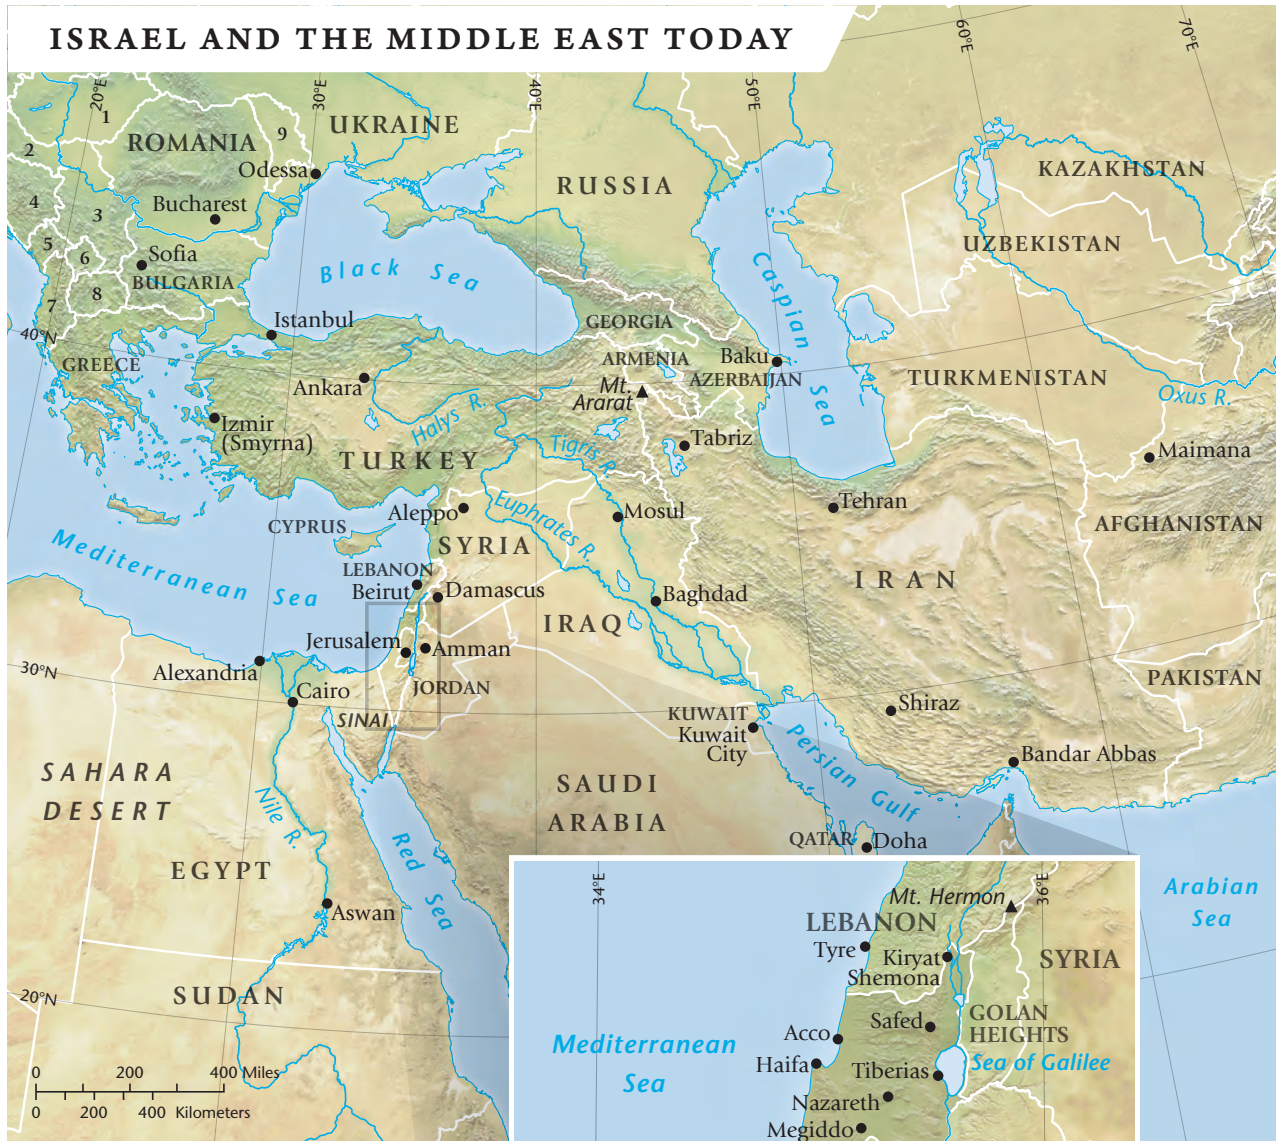 ISRAEL AND THE MIDDLE EAST TODAY
20°E
30°E
40°E
50°E
60°E
70°E
1
9
UKRAINE
ROMANIA
2
Odessa
RUSSIA
KAZAKHSTAN
4
3
Bucharest
5
6
Sofia
BULGARIA
UZBEKISTAN
Black Sea
Caspian Sea
7
8
40°N
Istanbul
GEORGIA
GREECE
ARMENIA
Baku
AZERBAIJAN
TURKMENISTAN
Ankara
Mt.
Ararat
Oxus R.
Halys R.
Izmir
(Smyrna)
Tigris R.
Tabriz
Maimana
TURKEY
Tehran
Aleppo
Euphrates R.
Mosul
CYPRUS
AFGHANISTAN
SYRIA
Mediterranean Sea
LEBANON
Beirut
Damascus
IRAN
Baghdad
IRAQ
Jerusalem
Amman
30°N
Alexandria
Cairo
JORDAN
PAKISTAN
SINAI
KUWAIT
Kuwait
City
Shiraz
Persian Gulf
Bandar Abbas
SAHARA
DESERT
Nile R.
SAUDI
ARABIA
Red Sea
QATAR
Doha
EGYPT
Aswan
Arabian
Sea
SUDAN
20°N
0 200 400 Miles
0 200 400 Kilometers
34°E
36°E
Mt. Hermon
LEBANON
Tyre
Kiryat
Shemona
SYRIA
GOLAN
HEIGHTS
Safed
Acco
Mediterranean
Sea
Haifa
Sea of Galilee
Tiberias
Nazareth
Megiddo